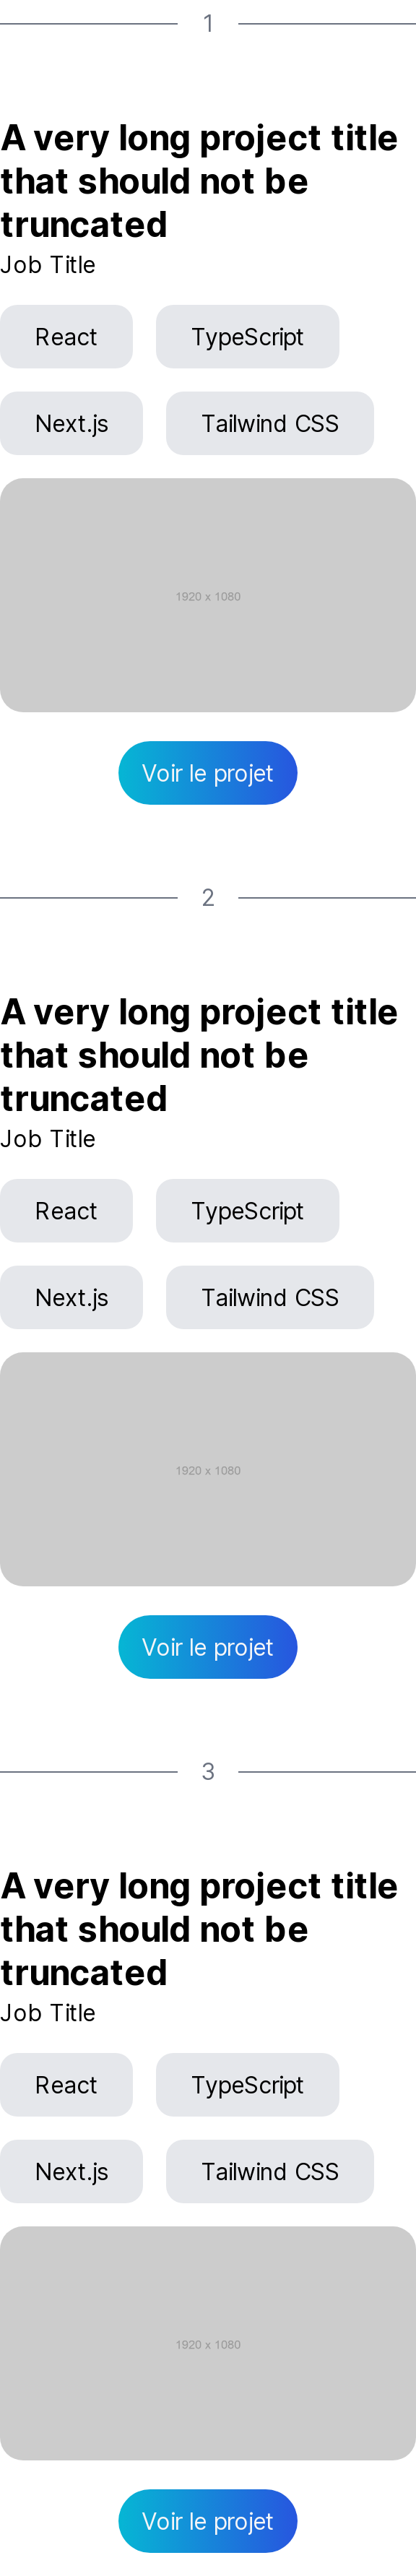 1
A very long project title
that should not be
truncated
Job Title
React TypeScript
Next.js Tailwind CSS
1920 x 1080
Voir le projet
2
A very long project title
that should not be
truncated
Job Title
React TypeScript
Next.js Tailwind CSS
1920 x 1080
Voir le projet
3
A very long project title
that should not be
truncated
Job Title
React TypeScript
Next.js Tailwind CSS
1920 x 1080
Voir le projet